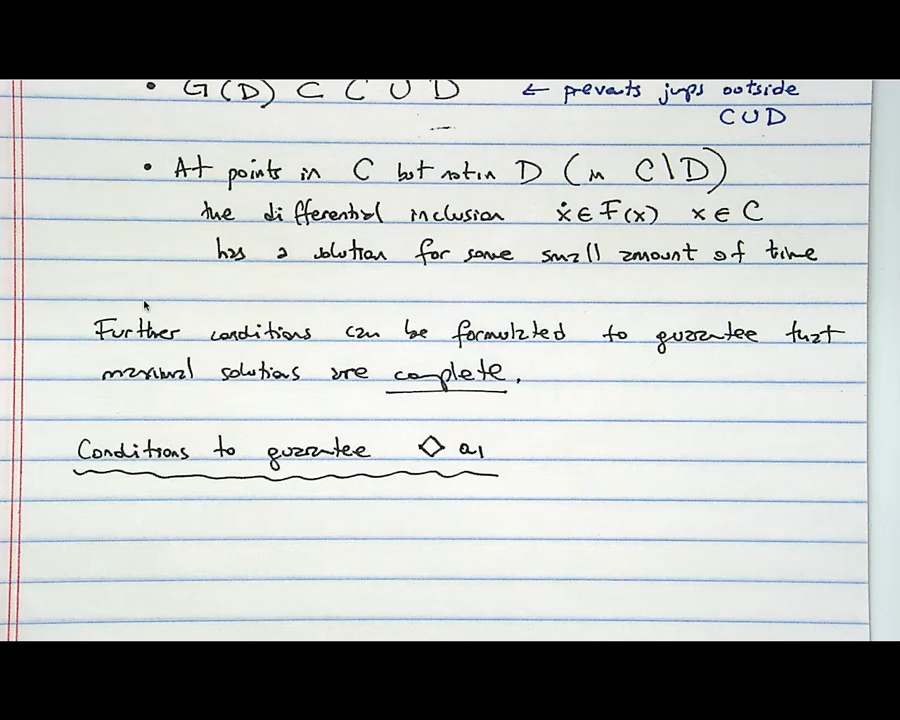 • G(D) ⊂ C ∪ D ← prevents jumps outside
C ∪ D
• At points in C but not in D (in C \ D)
the differential inclusion ẋ ∈ F(x) x ∈ C
has a solution for some small amount of time
Further conditions can be formulated to guarantee that
maximal solutions are complete.
Conditions to guarantee ◇ a₁